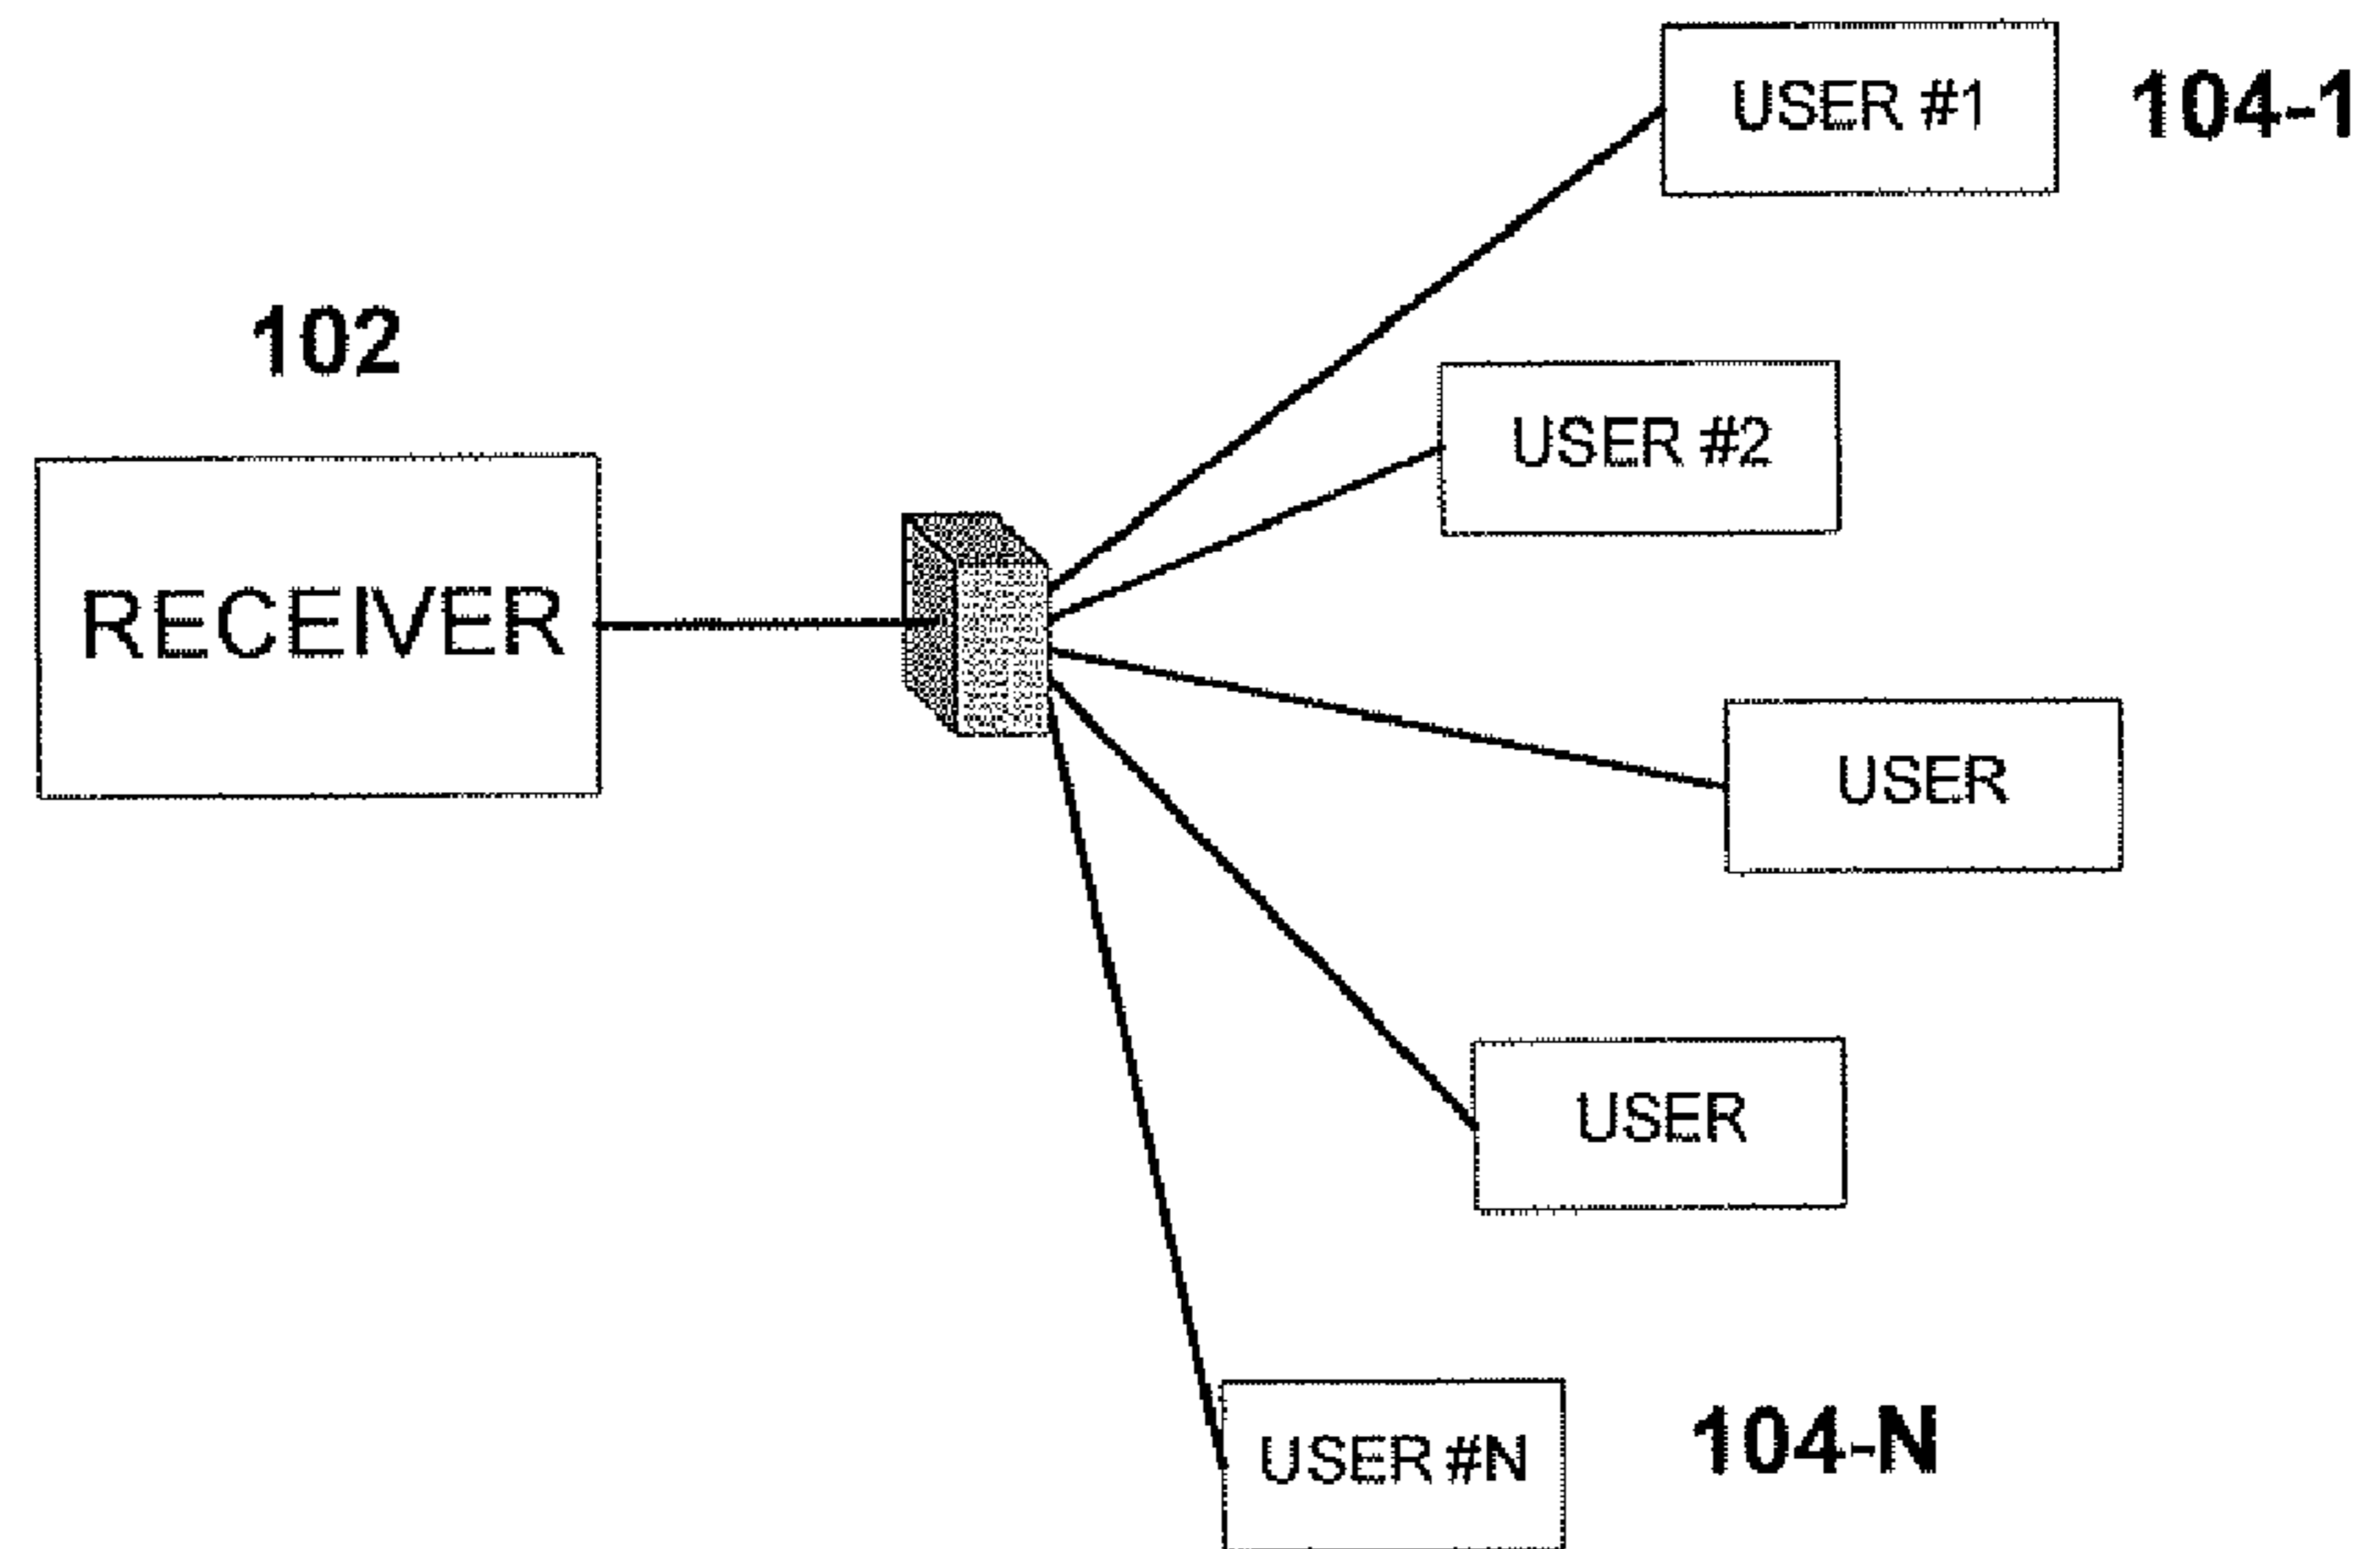 USER #1
104-1
102
USER #2
RECEIVER
USER
USER
USER #N
104-N